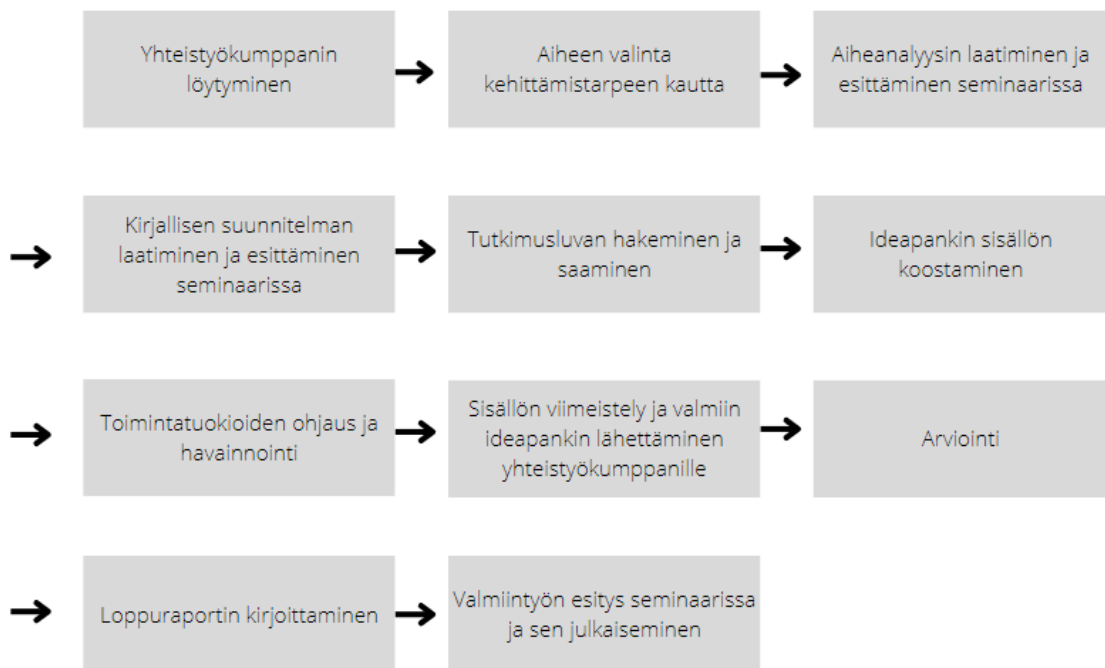 Yhteistyökumppanin
löytyminen
Aiheen valinta
kehittämistarpeen kautta
Aiheanalyysin laatiminen ja
esittäminen seminaarissa
Kirjallisen suunnitelman
laatiminen ja esittäminen
seminaarissa
Tutkimusluvan hakeminen ja
saaminen
Ideapankin sisällön
koostaminen
Toimintatuokioiden ohjaus ja
havainnointi
Sisällön viimeistely ja valmiin
ideapankin lähettäminen
yhteistyökumppanille
Arviointi
Loppuraportin kirjoittaminen
Valmiintyön esitys seminaarissa
ja sen julkaiseminen